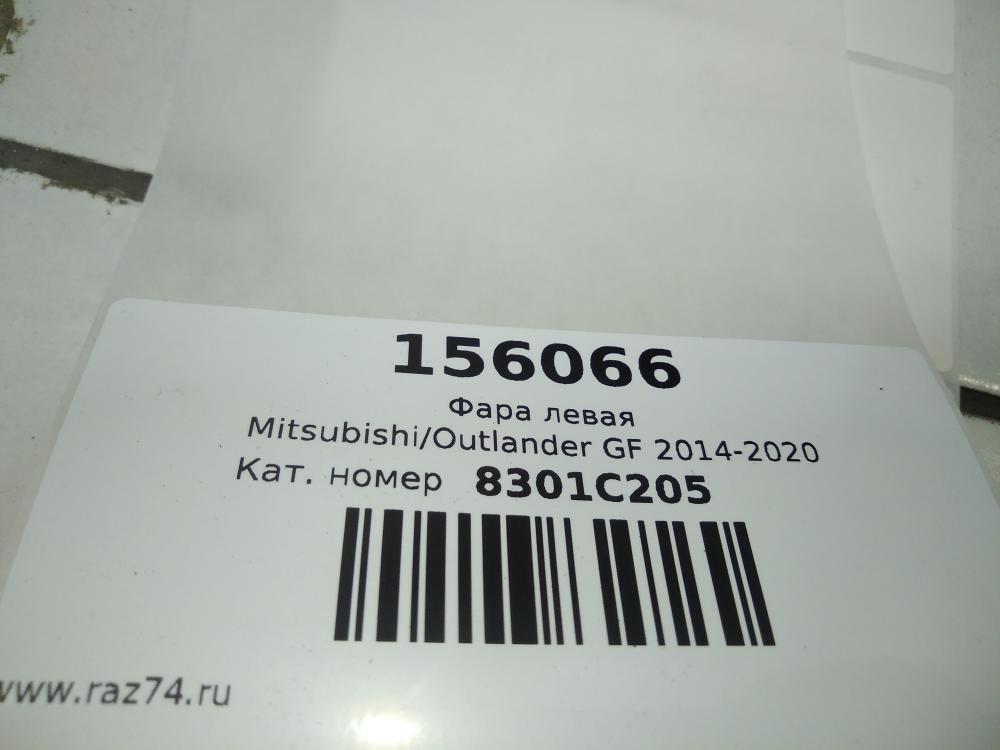 156066
Фара левая
Mitsubishi/Outlander GF 2014-2020
Кат. номер 8301C205
www.raz74.ru